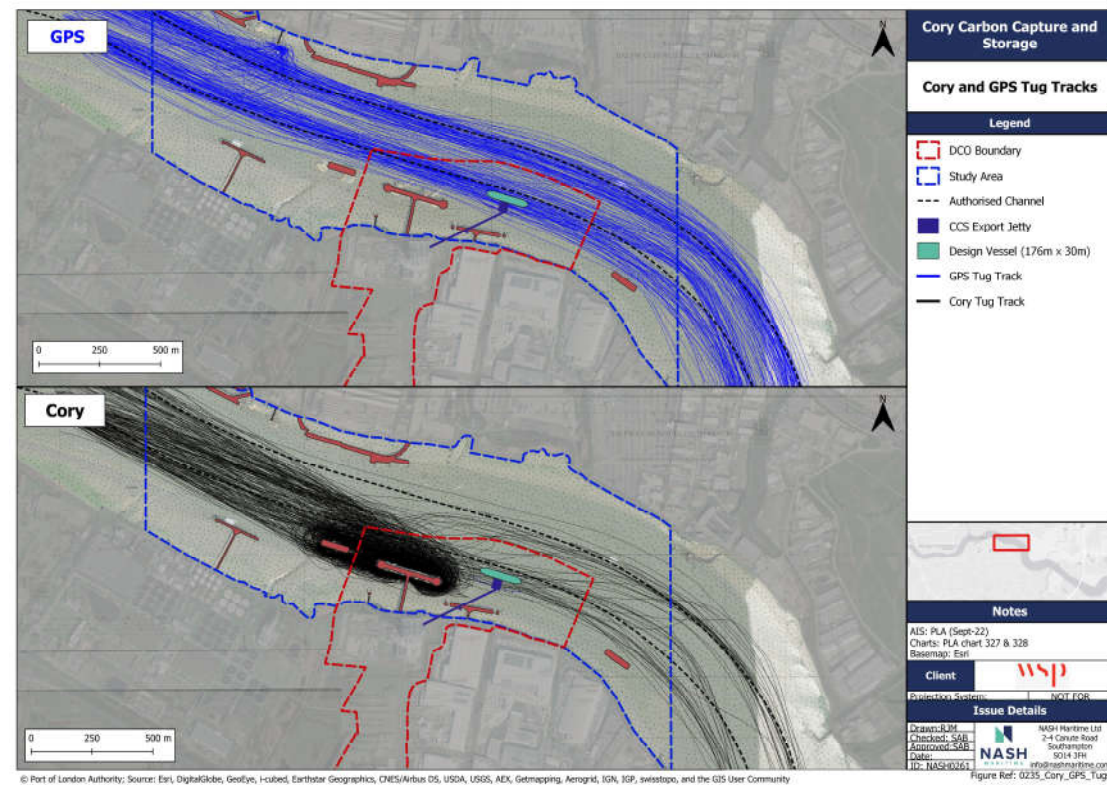 GPS
N
0 250 500 m
Cory
N
0 250 500 m
Cory Carbon Capture and
Storage
Cory and GPS Tug Tracks
Legend
DCO Boundary
Study Area
Authorised Channel
CCS Export Jetty
Design Vessel (176m x 30m)
GPS Tug Track
Cory Tug Track
Notes
AIS: PLA (Sept-22)
Charts: PLA chart 327 & 328
Basemap: Esri
Client
wsp
Projection System: NOT FOR
Issue Details
Drawn:RJM
Checked: SAB
Approved:SAB
Date:
ID: NASH0261
NASH
MARITIME
NASH Maritime Ltd
2-4 Canute Road
Southampton
SO14 3FH
info@nashmaritime.com
© Port of London Authority; Source: Esri, DigitalGlobe, GeoEye, i-cubed, Earthstar Geographics, CNES/Airbus DS, USDA, USGS, AEX, Getmapping, Aerogrid, IGN, IGP, swisstopo, and the GIS User Community
Figure Ref: 0235_Cory_GPS_Tug